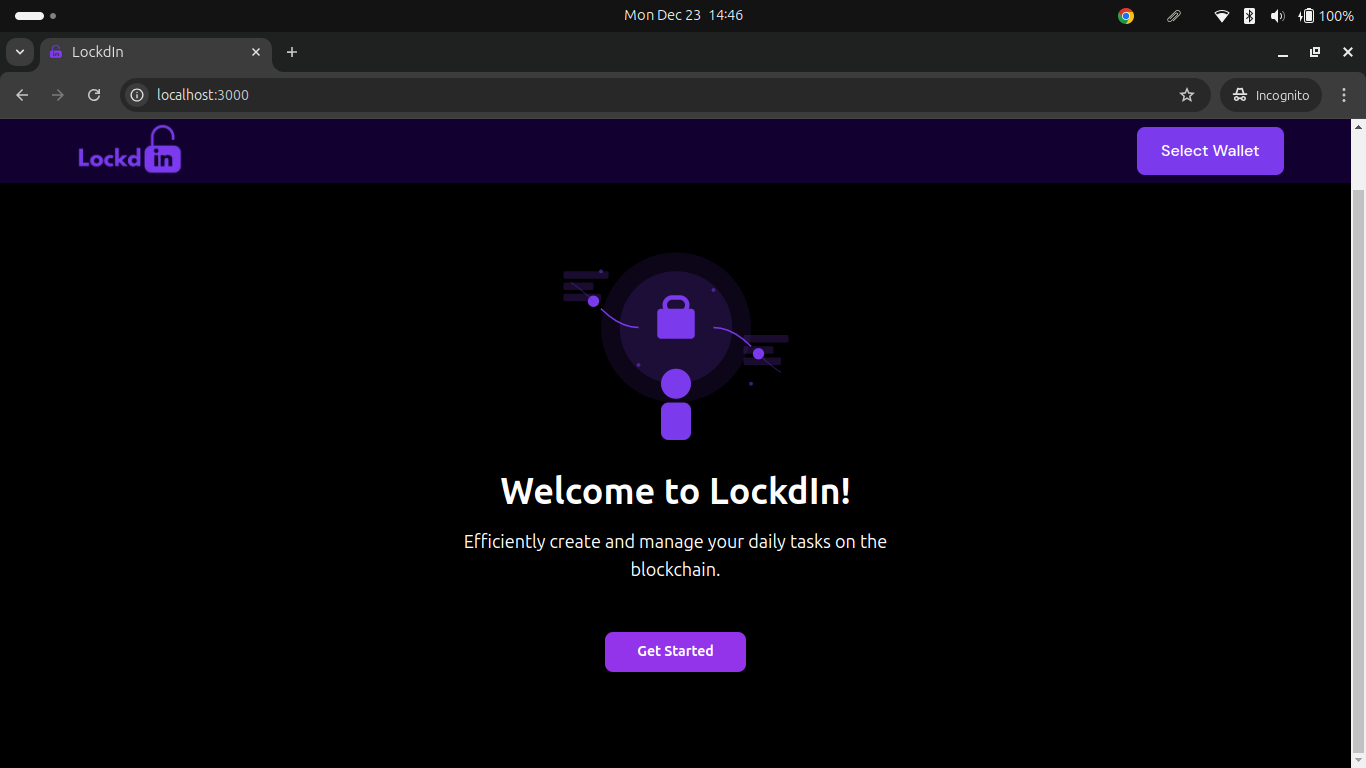 Mon Dec 23 14:46
100%
LockdIn
localhost:3000
Incognito
Lockd in
Select Wallet
Welcome to LockdIn!
Efficiently create and manage your daily tasks on the
blockchain.
Get Started